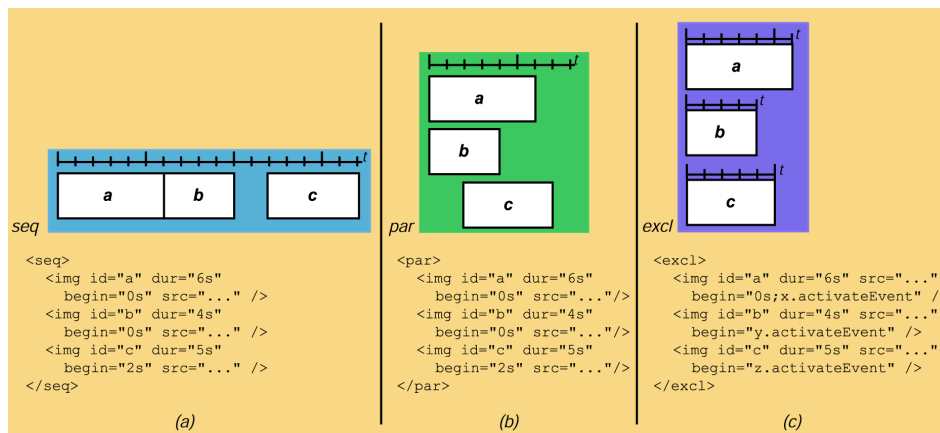 t
a
b
c
seq
<seq>
<img id="a" dur="6s"
begin="0s" src="..." />
<img id="b" dur="4s"
begin="0s" src="..." />
<img id="c" dur="5s"
begin="2s" src="..." />
</seq>
(a)
t
a
b
c
par
<par>
<img id="a" dur="6s"
begin="0s" src="..."/>
<img id="b" dur="4s"
begin="0s" src="..."/>
<img id="c" dur="5s"
begin="2s" src="..."/>
</par>
(b)
t
a
t
b
t
c
excl
<excl>
<img id="a" dur="6s" src="..."
begin="0s;x.activateEvent" /
<img id="b" dur="4s" src="..."
begin="y.activateEvent" />
<img id="c" dur="5s" src="..."
begin="z.activateEvent" />
</excl>
(c)